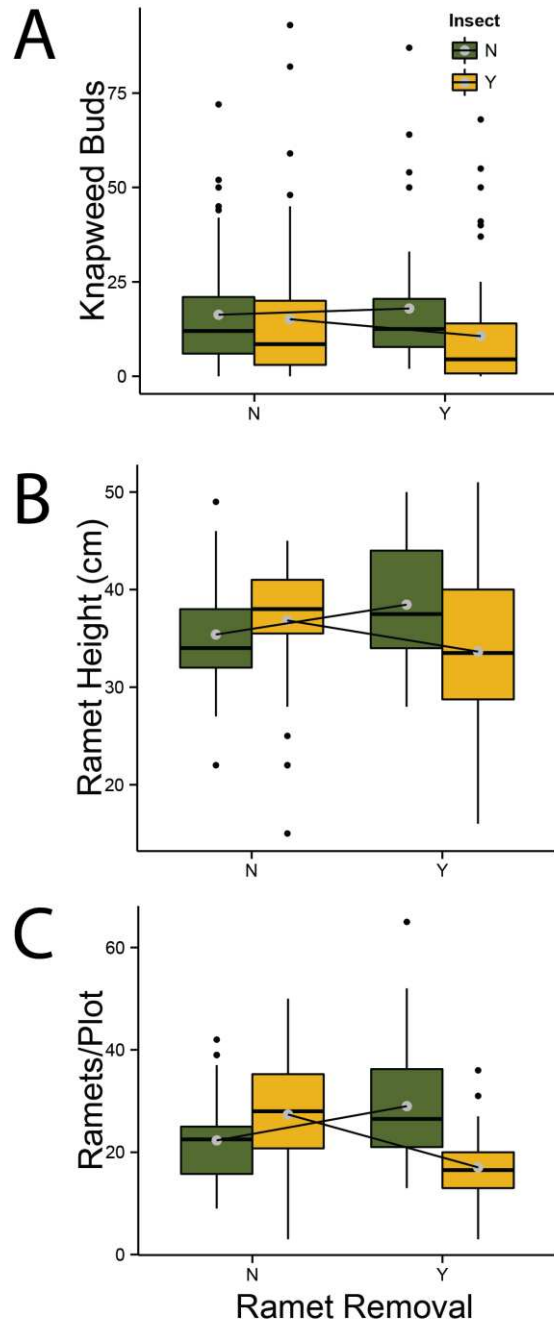 A
Insect
N
Y
Knapweed Buds
75
50
25
0
N Y
B
Ramet Height (cm)
50
40
30
20
N Y
C
Ramets/Plot
60
40
20
0
N Y
Ramet Removal